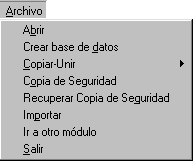 Archivo
Abrir
Crear base de datos
Copiar-Unir
Copia de Seguridad
Recuperar Copia de Seguridad
Importar
Ir a otro módulo
Salir